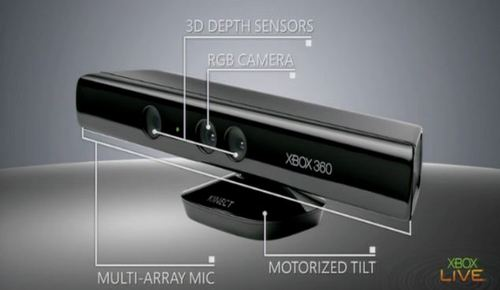 3D DEPTH SENSORS
RGB CAMERA
XBOX 360
KINECT
MULTI-ARRAY MIC
MOTORIZED TILT
XBOX
LIVE